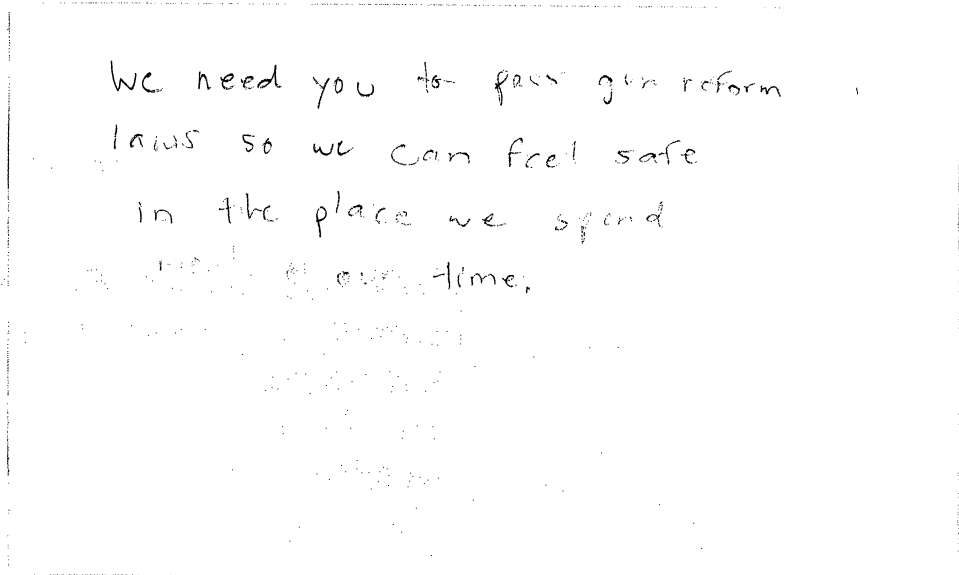 We need you to pass gun reform
laws so we can feel safe
in the place we spend
most of our time.